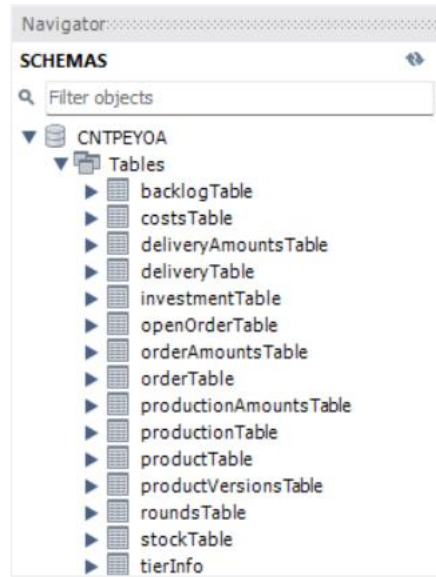 Navigator
SCHEMAS
Filter objects
CNTPEYOA
Tables
backlogTable
costsTable
deliveryAmountsTable
deliveryTable
investmentTable
openOrderTable
orderAmountsTable
orderTable
productionAmountsTable
productionTable
productTable
productVersionsTable
roundsTable
stockTable
tierInfo